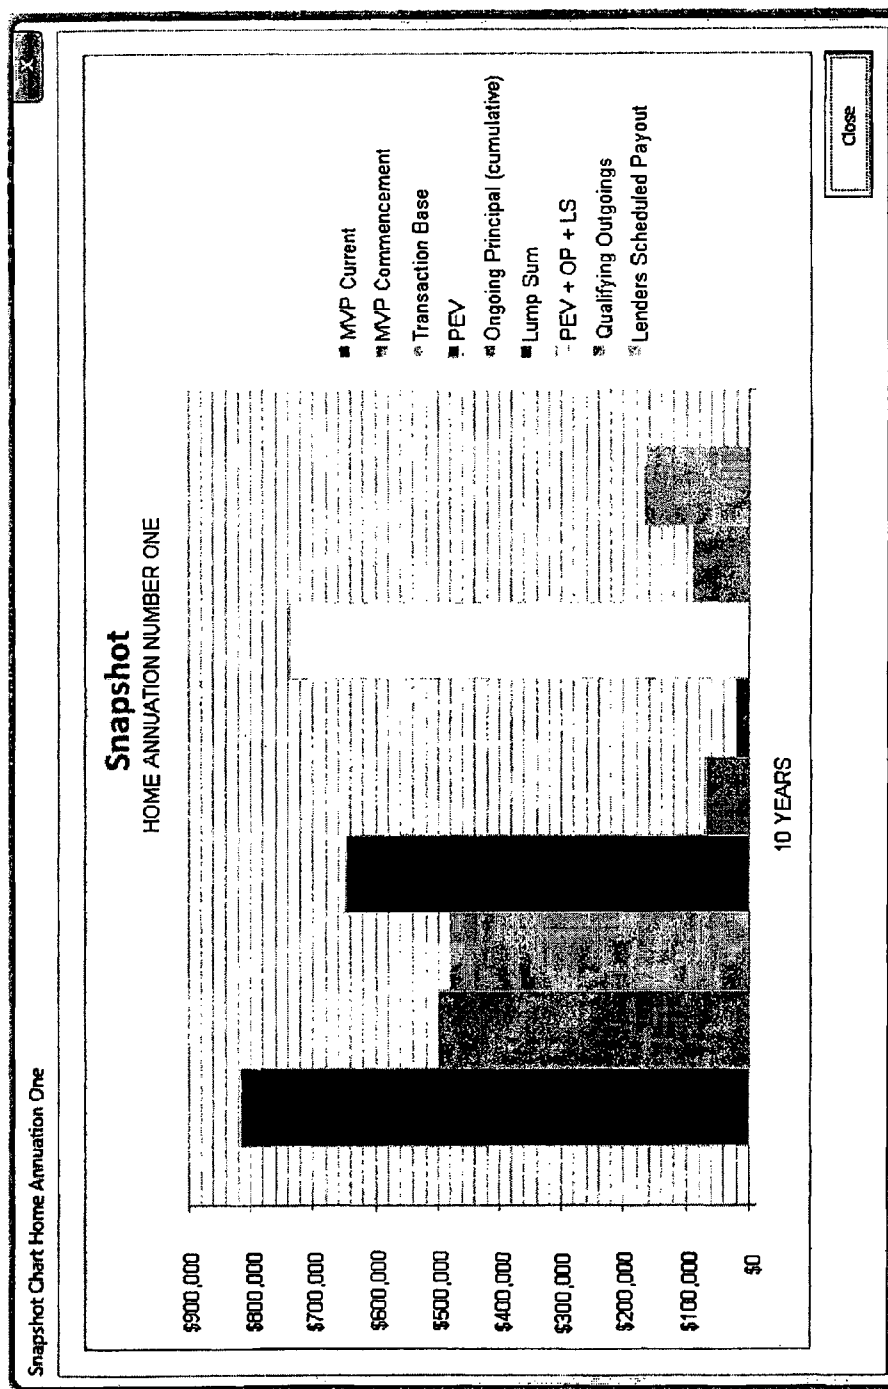 Snapshot Chart Home Annuation One
X
Snapshot
HOME ANNUATION NUMBER ONE
$900,000
$800,000
$700,000
$600,000
$500,000
$400,000
$300,000
$200,000
$100,000
$0
10 YEARS
MVP Current
MVP Commencement
Transaction Base
PEV
Ongoing Principal (cumulative)
Lump Sum
PEV + OP + LS
Qualifying Outgoings
Lenders Scheduled Payout
Close